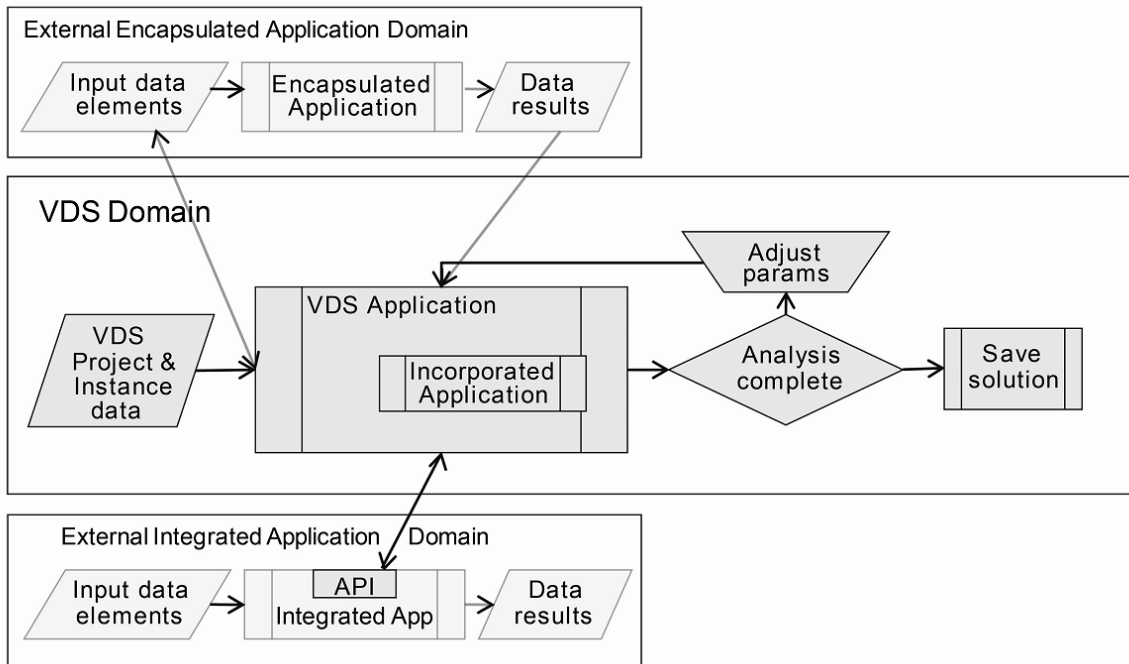 External Encapsulated Application Domain
Input data
elements
Encapsulated
Application
Data
results
VDS Domain
Adjust
params
VDS Application
VDS
Project &
Instance
data
Incorporated
Application
Analysis
complete
Save
solution
External Integrated Application Domain
Input data
elements
API
Integrated App
Data
results